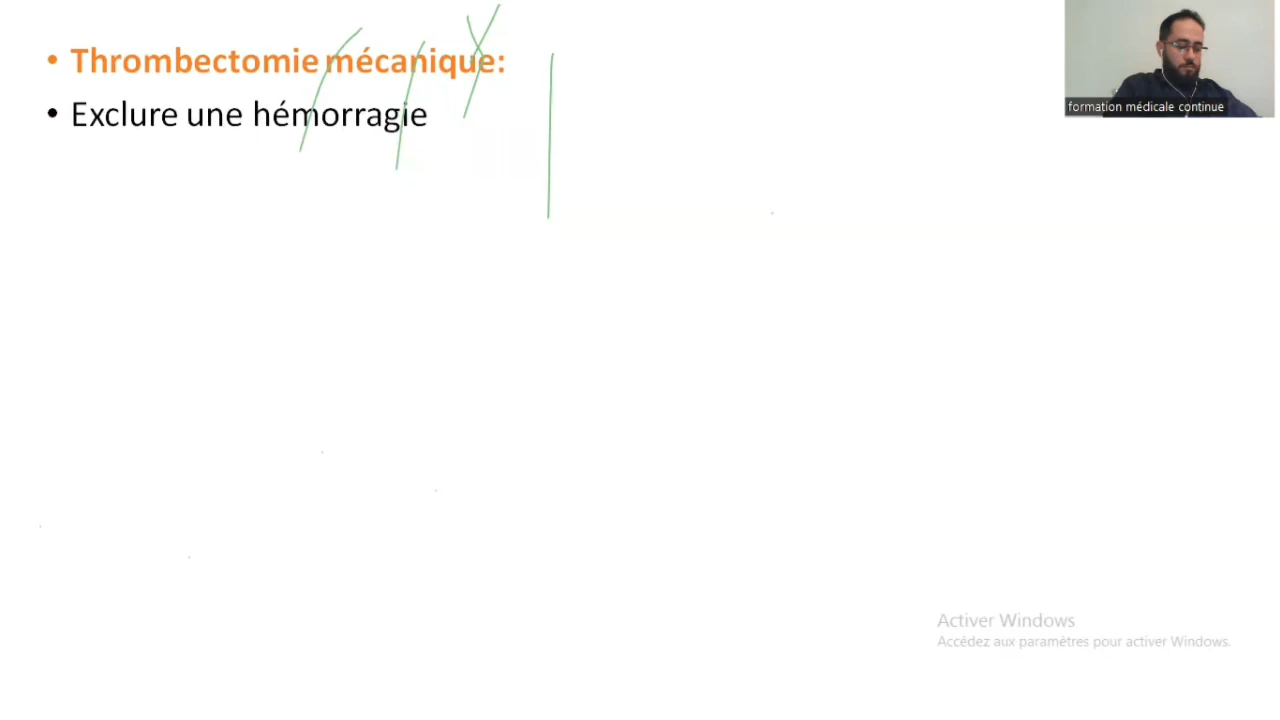 • Thrombectomie mécanique:
• Exclure une hémorragie
formation médicale continue
Activer Windows
Accédez aux paramètres pour activer Windows.